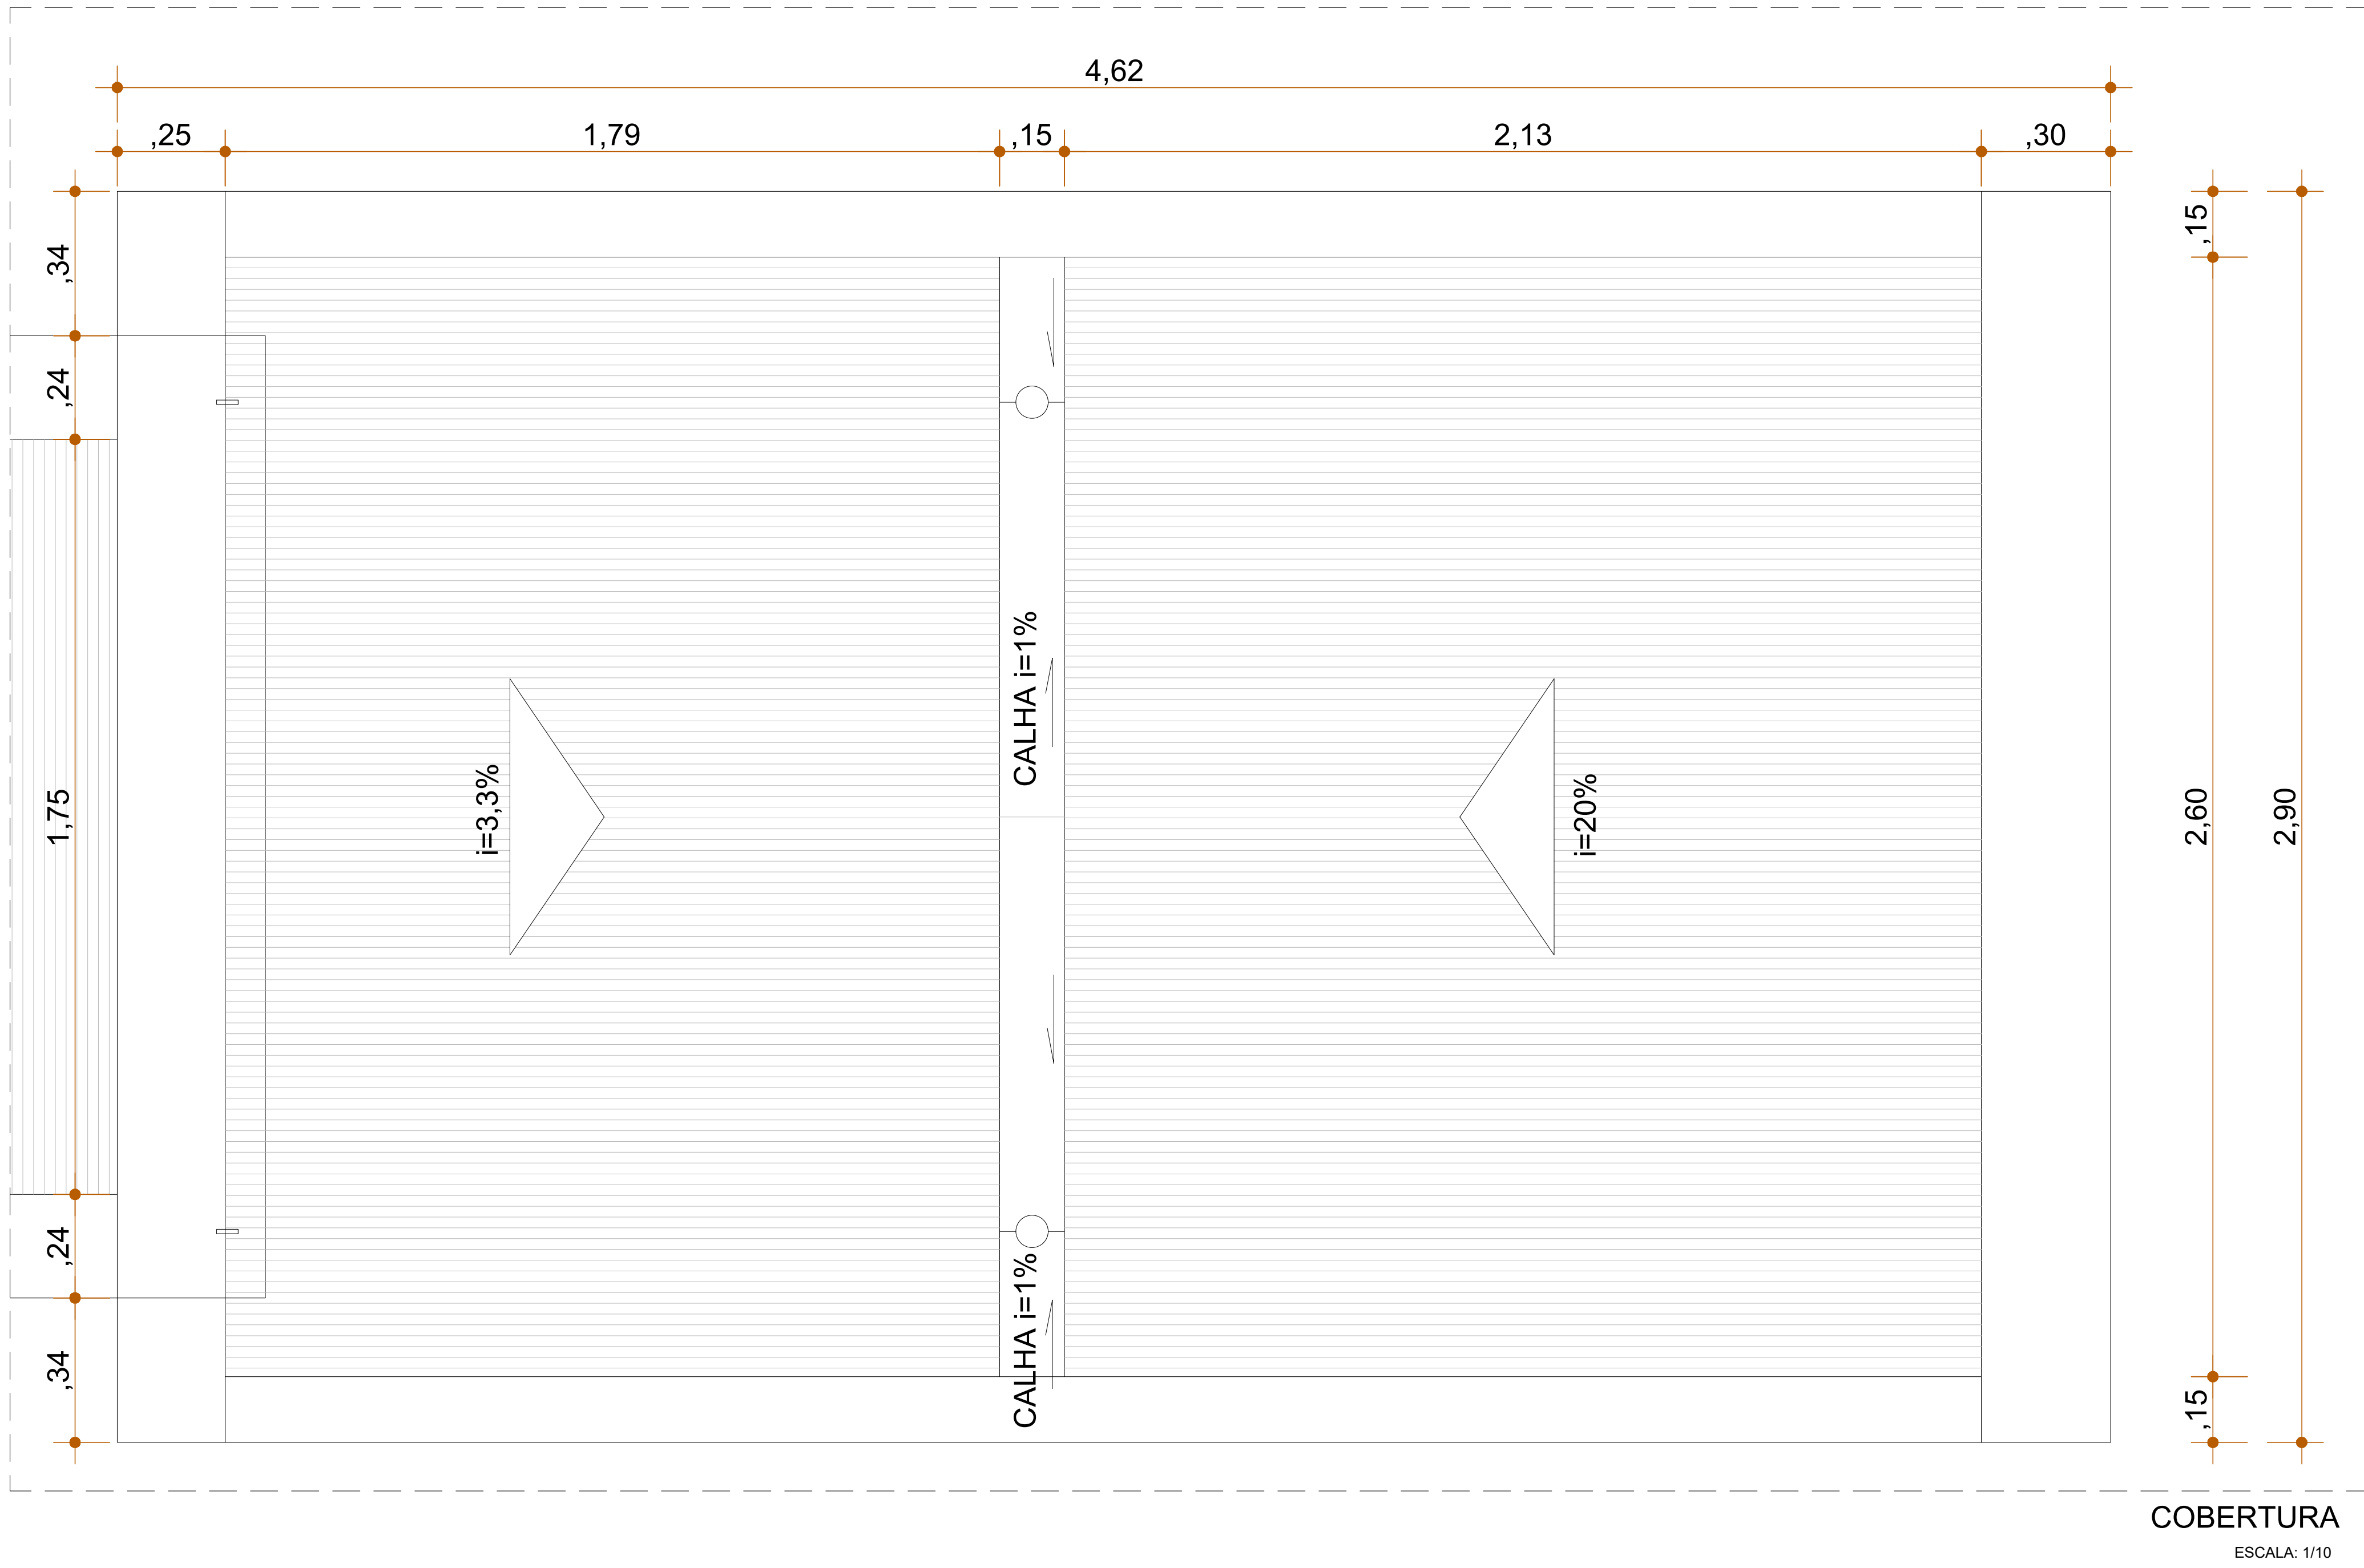 4,62
,25
1,79
,15
2,13
,30
,34
,24
1,75
,24
,34
i=3,3%
CALHA i=1%
CALHA i=1%
i=20%
,15
2,60
,15
2,90
COBERTURA
ESCALA: 1/10